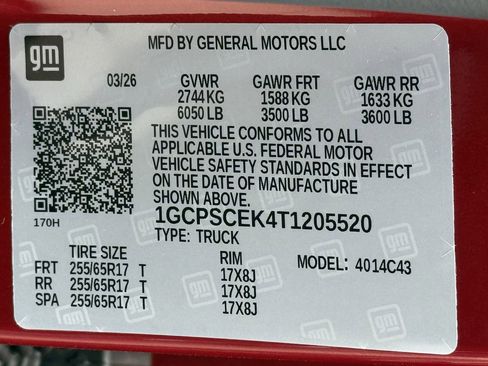 gm
MFD BY GENERAL MOTORS LLC
03/26 GVWR GAWR FRT GAWR RR
2744 KG 1588 KG 1633 KG
6050 LB 3500 LB 3600 LB
THIS VEHICLE CONFORMS TO ALL
APPLICABLE U.S. FEDERAL MOTOR
VEHICLE SAFETY STANDARDS IN EFFECT
ON THE DATE OF MANUFACTURE
SHOWN ABOVE.
170H
1GCPSCEK4T1205520
TYPE: TRUCK
TIRE SIZE RIM MODEL: 4014C43
FRT 255/65R17 T 17X8J
RR 255/65R17 T 17X8J
SPA 255/65R17 T 17X8J